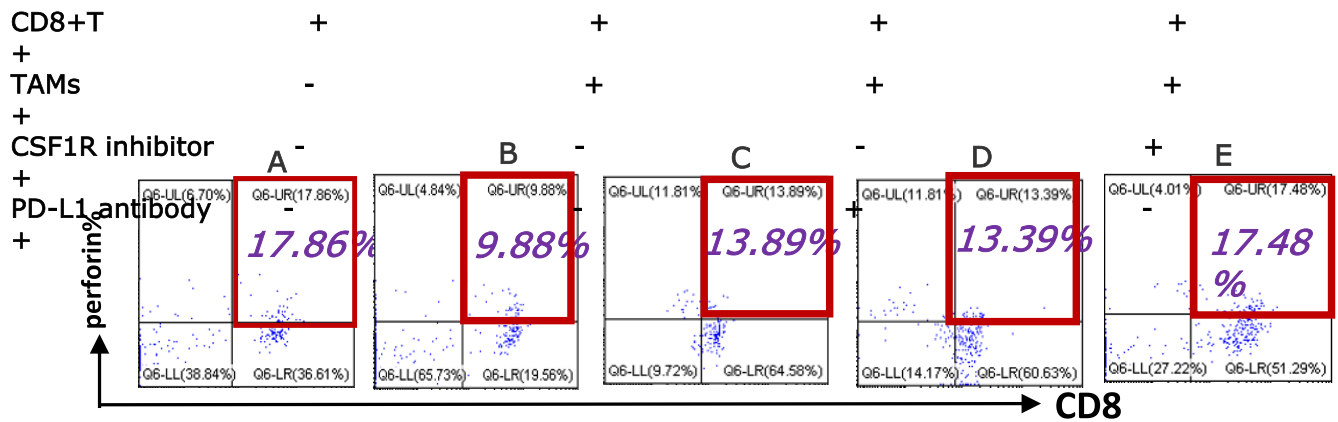 CD8+T + + + +
+
TAMs - + + +
+
CSF1R inhibitor - - - +
+
PD-L1 antibody - - + -
+
A B C D E
Q6-UL(6.70%) Q6-UR(17.86%)
17.86%
Q6-LL(38.84%) Q6-LR(36.61%)
Q6-UL(4.84%) Q6-UR(9.88%)
9.88%
Q6-LL(65.73%) Q6-LR(19.56%)
Q6-UL(11.81%) Q6-UR(13.89%)
13.89%
Q6-LL(9.72%) Q6-LR(64.58%)
Q6-UL(11.81%) Q6-UR(13.39%)
13.39%
Q6-LL(14.17%) Q6-LR(60.63%)
Q6-UL(4.01%) Q6-UR(17.48%)
17.48
%
Q6-LL(27.22%) Q6-LR(51.29%)
perforin%
CD8